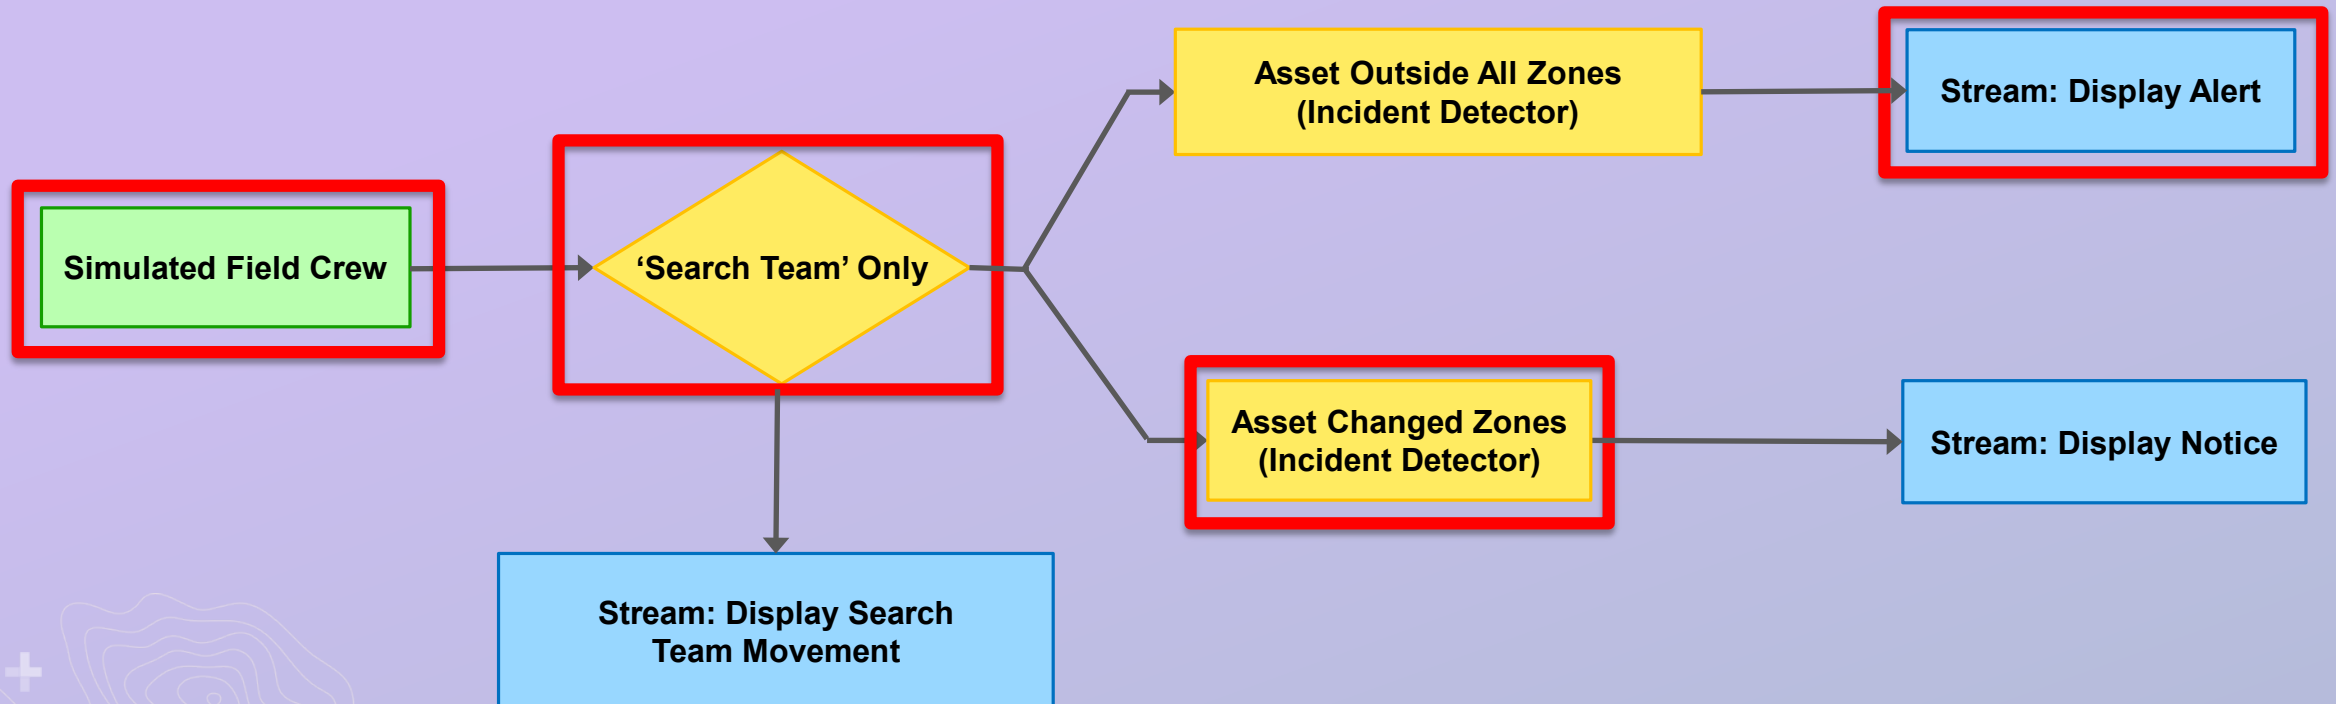 Asset Outside All Zones
(Incident Detector)
Stream: Display Alert
Simulated Field Crew
‘Search Team’ Only
Asset Changed Zones
(Incident Detector)
Stream: Display Notice
Stream: Display Search
Team Movement